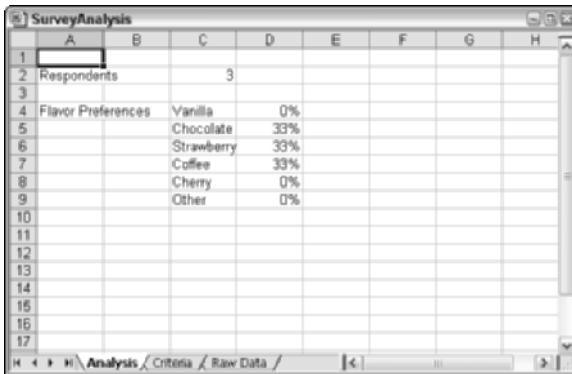 SurveyAnalysis
A B C D E F G H
1
2 Respondents 3
3
4 Flavor Preferences Vanilla 0%
5 Chocolate 33%
6 Strawberry 33%
7 Coffee 33%
8 Cherry 0%
9 Other 0%
10
11
12
13
14
15
16
17
Analysis Criteria Raw Data